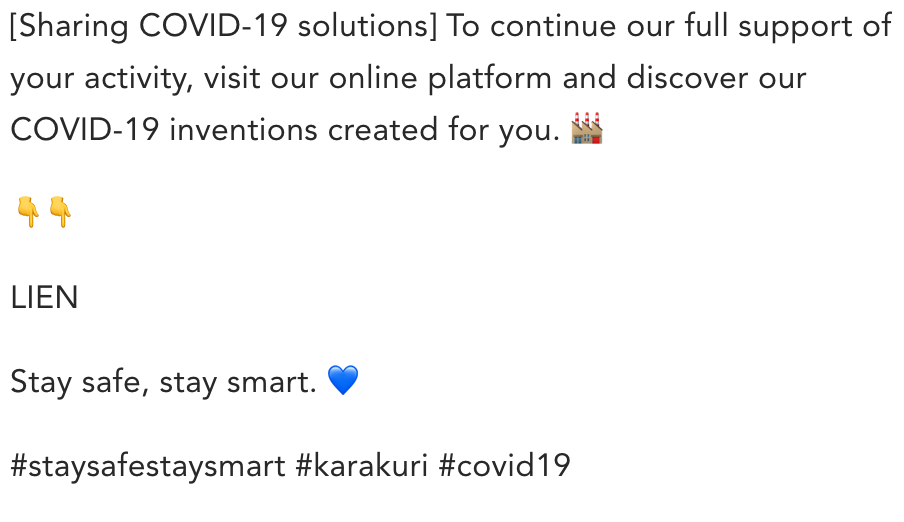 [Sharing COVID-19 solutions] To continue our full support of
your activity, visit our online platform and discover our
COVID-19 inventions created for you. 🏭
👇👇
LIEN
Stay safe, stay smart. 💙
#staysafestaysmart #karakuri #covid19